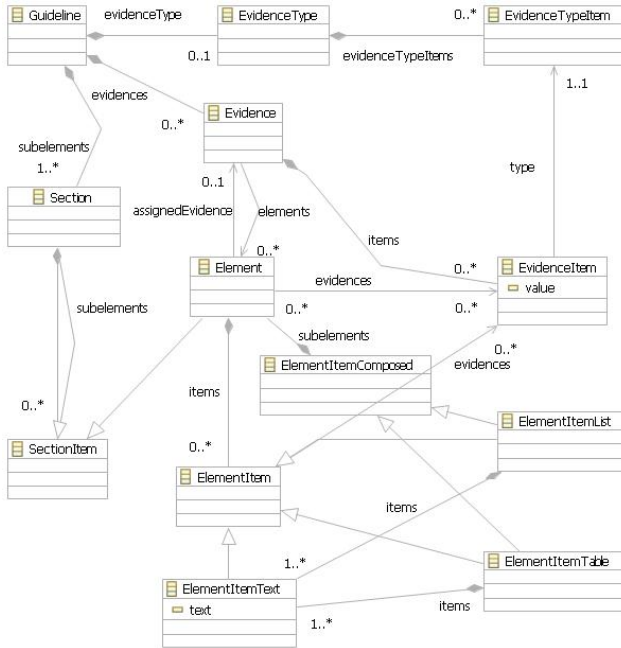 Guideline
evidenceType
EvidenceType
0..*
EvidenceTypeItem
0..1
evidenceTypeItems
evidences
1..1
Evidence
0..*
subelements
1..*
type
0..1
Section
assignedEvidence
elements
items
0..*
Element
evidences
0..*
EvidenceItem
value
0..*
0..*
subelements
subelements
0..*
ElementItemComposed
evidences
items
0..*
ElementItemList
0..*
SectionItem
ElementItem
items
1..*
ElementItemTable
ElementItemText
text
items
1..*